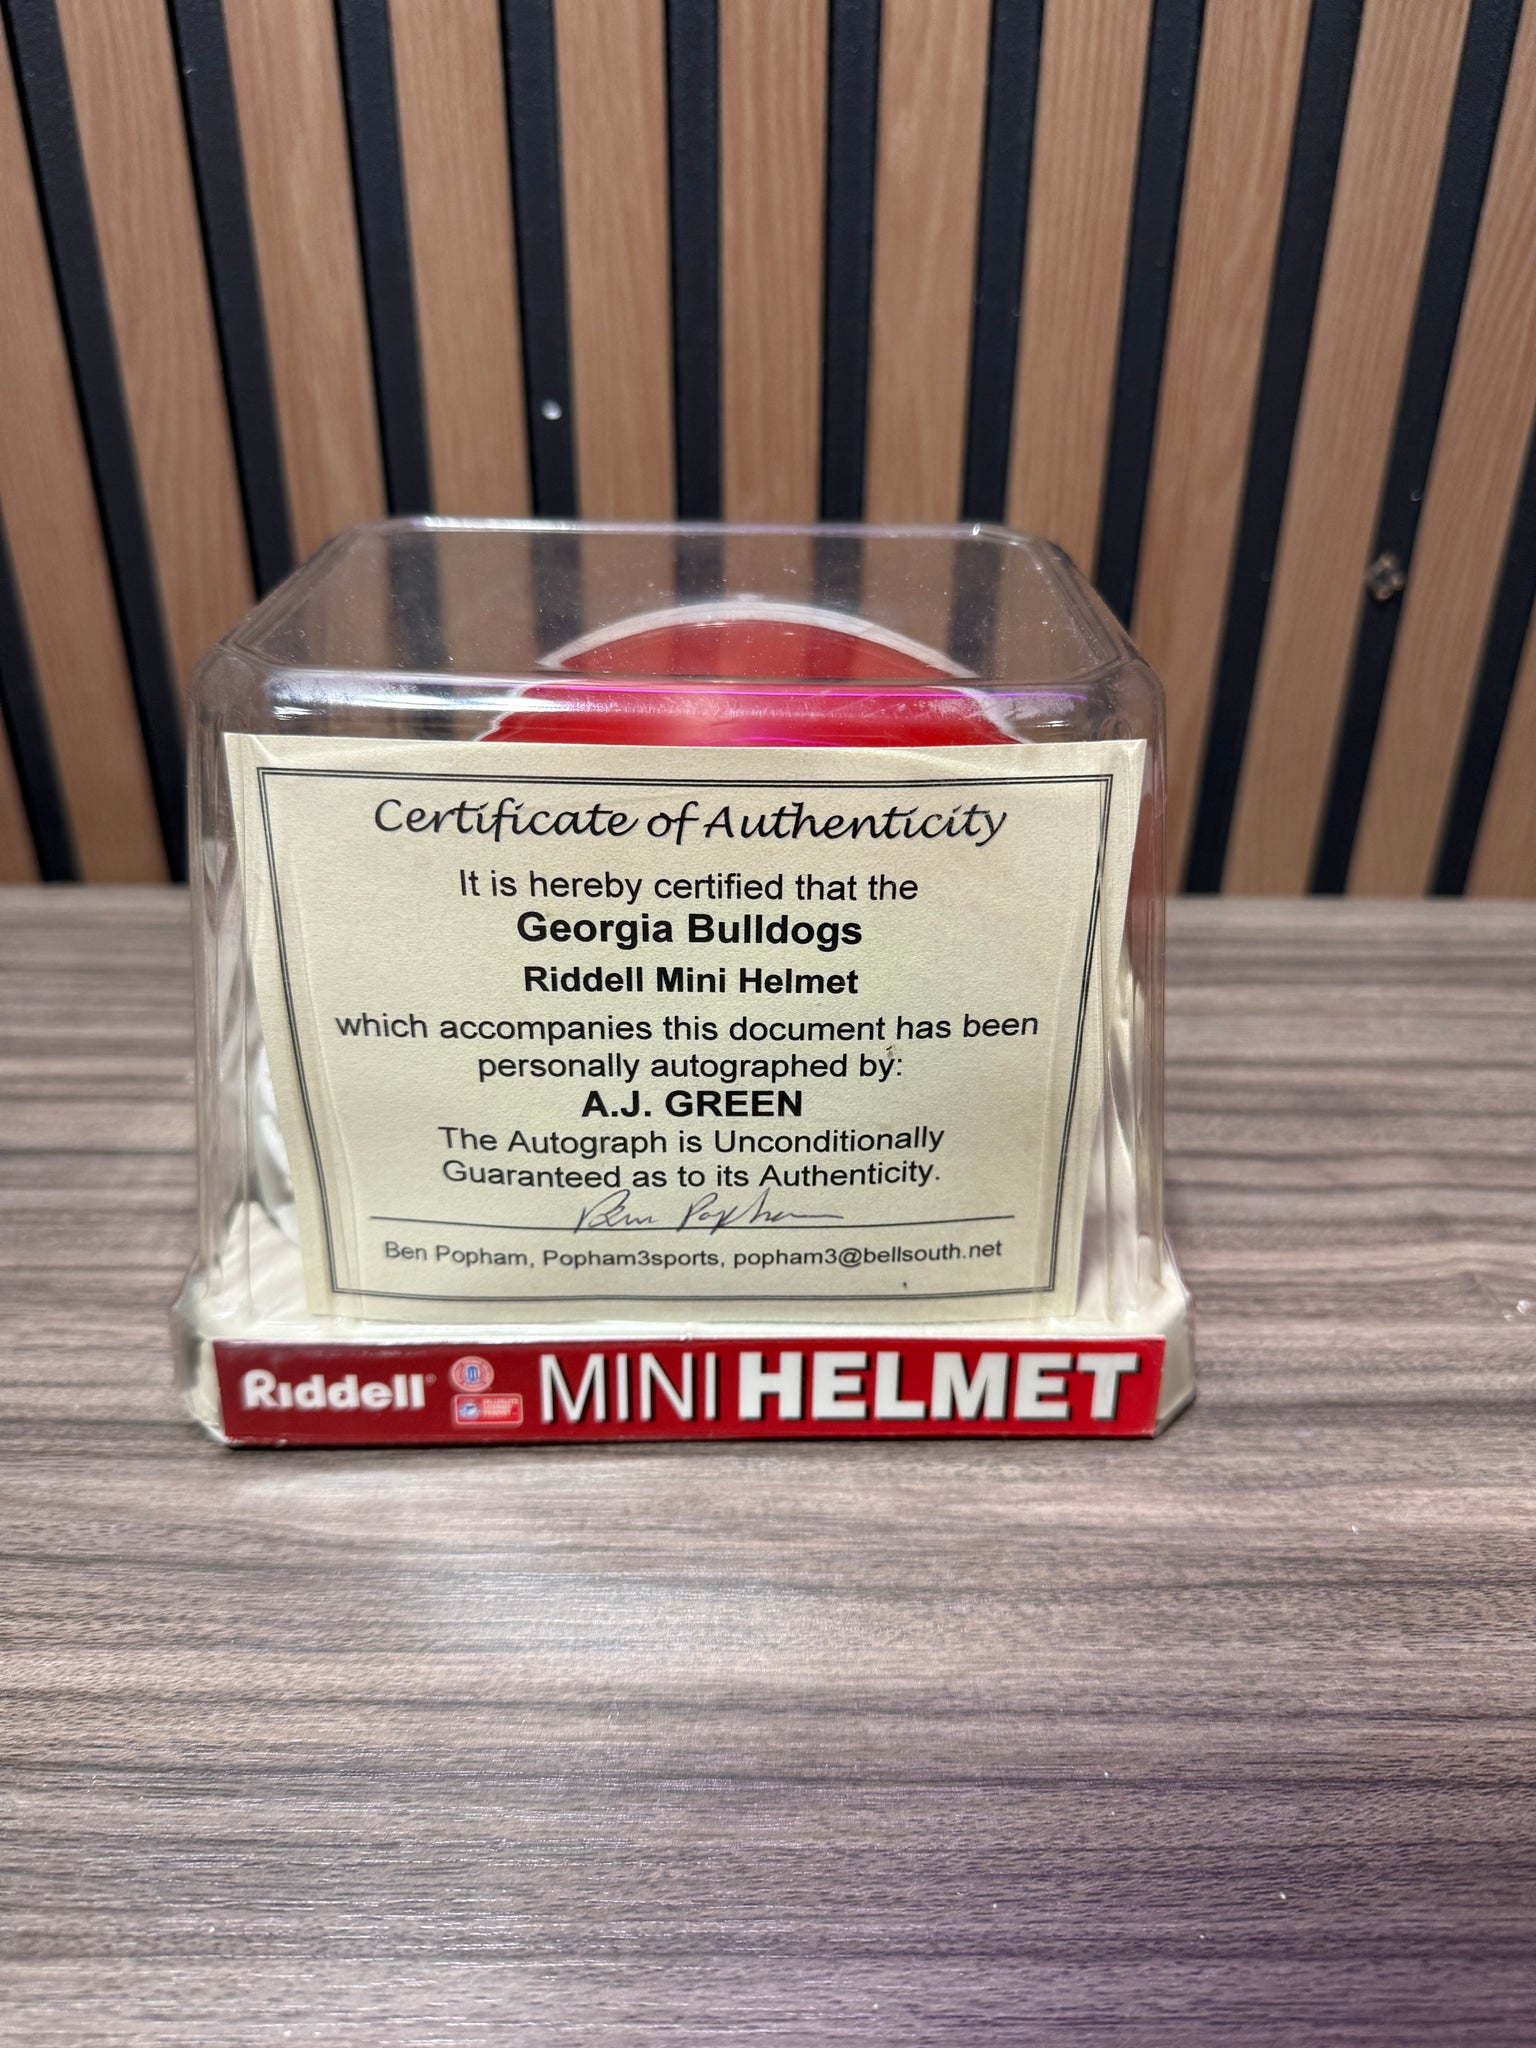 Certificate of Authenticity
It is hereby certified that the
Georgia Bulldogs
Riddell Mini Helmet
which accompanies this document has been
personally autographed by:
A.J. GREEN
The Autograph is Unconditionally
Guaranteed as to its Authenticity.
Ben Popham
Ben Popham, Popham3sports, popham3@bellsouth.net
Riddell® MINI HELMET